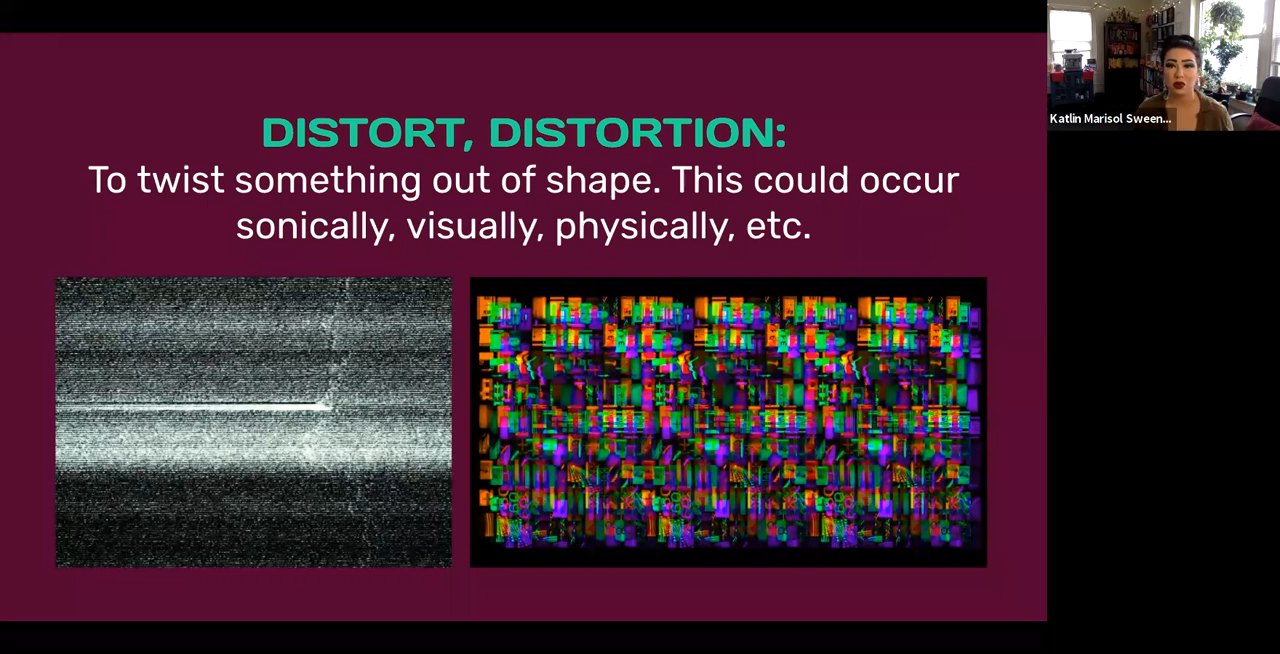 DISTORT, DISTORTION:
To twist something out of shape. This could occur
sonically, visually, physically, etc.
Katlin Marisol Sween...